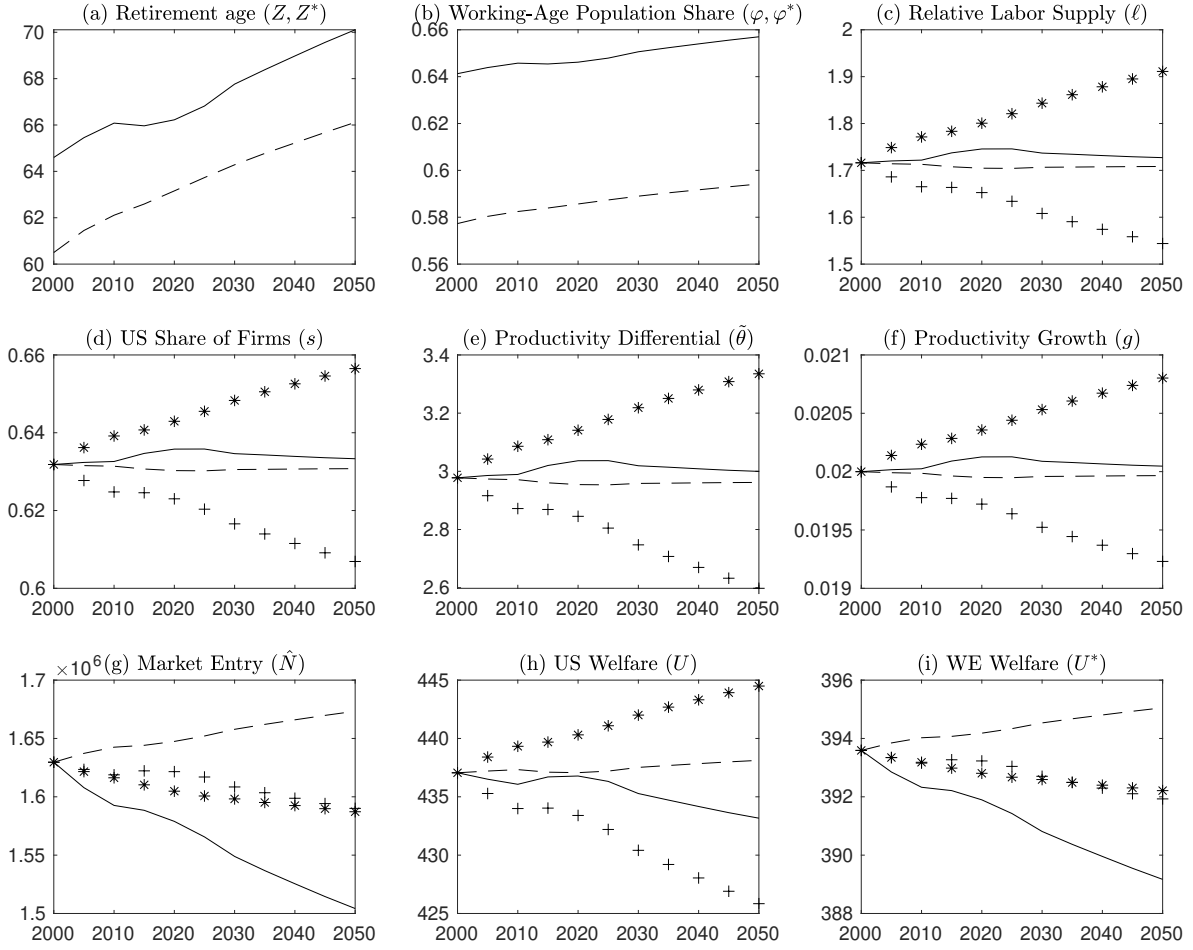 (a) Retirement age (Z, Z*)
70
68
66
64
62
60
2000 2010 2020 2030 2040 2050
(b) Working-Age Population Share (φ, φ*)
0.66
0.64
0.62
0.6
0.58
0.56
2000 2010 2020 2030 2040 2050
(c) Relative Labor Supply (ℓ)
2
1.9
1.8
1.7
1.6
1.5
2000 2010 2020 2030 2040 2050
(d) US Share of Firms (s)
0.66
0.64
0.62
0.6
2000 2010 2020 2030 2040 2050
(e) Productivity Differential (θ̃)
3.4
3.2
3
2.8
2.6
2000 2010 2020 2030 2040 2050
(f) Productivity Growth (g)
0.021
0.0205
0.02
0.0195
0.019
2000 2010 2020 2030 2040 2050
×10⁶ (g) Market Entry (N̂)
1.7
1.65
1.6
1.55
1.5
2000 2010 2020 2030 2040 2050
(h) US Welfare (U)
445
440
435
430
425
2000 2010 2020 2030 2040 2050
(i) WE Welfare (U*)
396
394
392
390
388
2000 2010 2020 2030 2040 2050